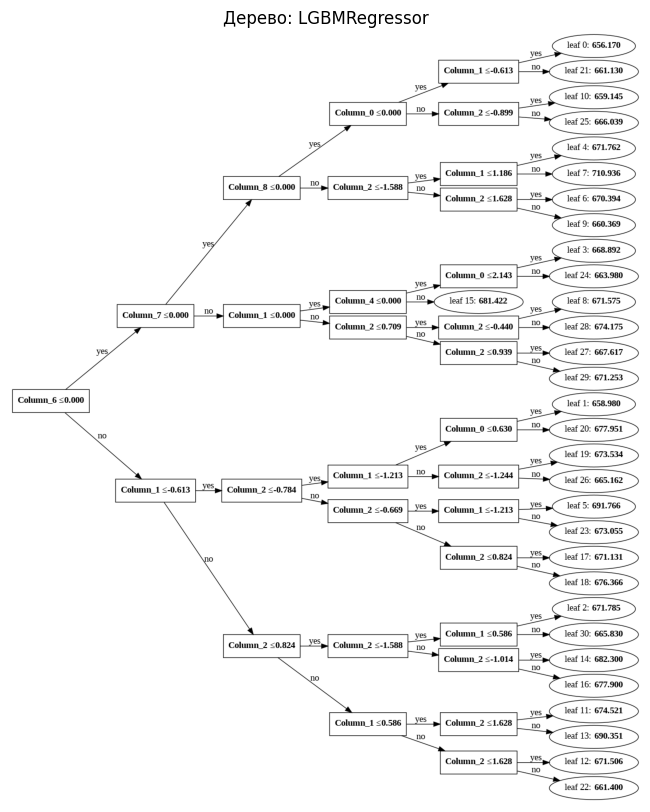 Дерево: LGBMRegressor
leaf 0: 656.170
yes
Column_1 ≤-0.613
no
leaf 21: 661.130
yes
Column_0 ≤0.000
leaf 10: 659.145
yes
no
Column_2 ≤-0.899
no
leaf 25: 666.039
yes
leaf 4: 671.762
yes
Column_1 ≤1.186
no
leaf 7: 710.936
Column_8 ≤0.000
no
Column_2 ≤-1.588
yes
no
Column_2 ≤1.628
yes
leaf 6: 670.394
no
leaf 9: 660.369
yes
leaf 3: 668.892
yes
Column_0 ≤2.143
no
leaf 24: 663.980
yes
Column_4 ≤0.000
no
leaf 15: 681.422
Column_7 ≤0.000
no
Column_1 ≤0.000
yes
no
leaf 8: 671.575
yes
Column_2 ≤0.709
yes
Column_2 ≤-0.440
no
leaf 28: 674.175
no
Column_2 ≤0.939
yes
leaf 27: 667.617
no
leaf 29: 671.253
yes
Column_6 ≤0.000
no
leaf 1: 658.980
yes
Column_0 ≤0.630
no
leaf 20: 677.951
yes
Column_1 ≤-1.213
leaf 19: 673.534
yes
no
Column_2 ≤-1.244
no
leaf 26: 665.162
Column_1 ≤-0.613
yes
Column_2 ≤-0.784
yes
no
Column_2 ≤-0.669
yes
Column_1 ≤-1.213
yes
leaf 5: 691.766
no
leaf 23: 673.055
no
Column_2 ≤0.824
yes
leaf 17: 671.131
no
leaf 18: 676.366
no
leaf 2: 671.785
yes
Column_1 ≤0.586
no
leaf 30: 665.830
Column_2 ≤0.824
yes
Column_2 ≤-1.588
yes
no
Column_2 ≤-1.014
yes
leaf 14: 682.300
no
leaf 16: 677.900
no
Column_1 ≤0.586
yes
Column_2 ≤1.628
yes
leaf 11: 674.521
no
leaf 13: 690.351
no
Column_2 ≤1.628
yes
leaf 12: 671.506
no
leaf 22: 661.400